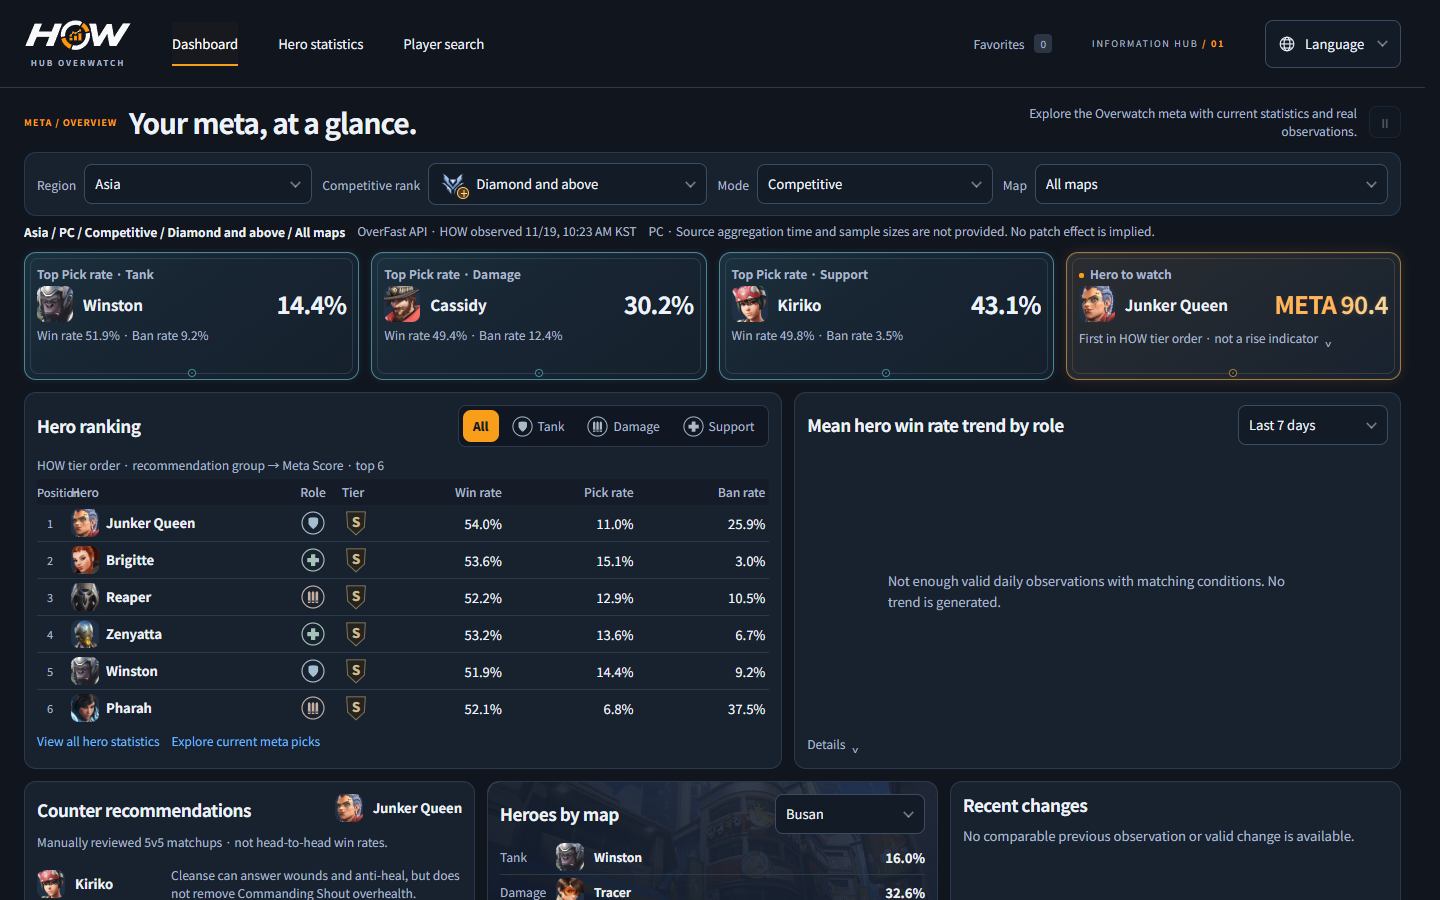 HOW
HUB OVERWATCH
Dashboard
Hero statistics
Player search
Favorites 0
INFORMATION HUB / 01
Language
META / OVERVIEW
Your meta, at a glance.
Explore the Overwatch meta with current statistics and real
observations.
Region
Asia
Competitive rank
Diamond and above
Mode
Competitive
Map
All maps
Asia / PC / Competitive / Diamond and above / All maps
OverFast API · HOW observed 11/19, 10:23 AM KST
PC · Source aggregation time and sample sizes are not provided. No patch effect is implied.
Top Pick rate · Tank
Winston
14.4%
Win rate 51.9% · Ban rate 9.2%
Top Pick rate · Damage
Cassidy
30.2%
Win rate 49.4% · Ban rate 12.4%
Top Pick rate · Support
Kiriko
43.1%
Win rate 49.8% · Ban rate 3.5%
Hero to watch
Junker Queen
META 90.4
First in HOW tier order · not a rise indicator
Hero ranking
All
Tank
Damage
Support
HOW tier order · recommendation group → Meta Score · top 6
Position Hero Role Tier Win rate Pick rate Ban rate
1 Junker Queen S 54.0% 11.0% 25.9%
2 Brigitte S 53.6% 15.1% 3.0%
3 Reaper S 52.2% 12.9% 10.5%
4 Zenyatta S 53.2% 13.6% 6.7%
5 Winston S 51.9% 14.4% 9.2%
6 Pharah S 52.1% 6.8% 37.5%
View all hero statistics
Explore current meta picks
Mean hero win rate trend by role
Last 7 days
Not enough valid daily observations with matching conditions. No
trend is generated.
Details
Counter recommendations
Junker Queen
Manually reviewed 5v5 matchups · not head-to-head win rates.
Kiriko
Cleanse can answer wounds and anti-heal, but does
not remove Commanding Shout overhealth.
Heroes by map
Busan
Tank Winston 16.0%
Damage Tracer 32.6%
Recent changes
No comparable previous observation or valid change is available.